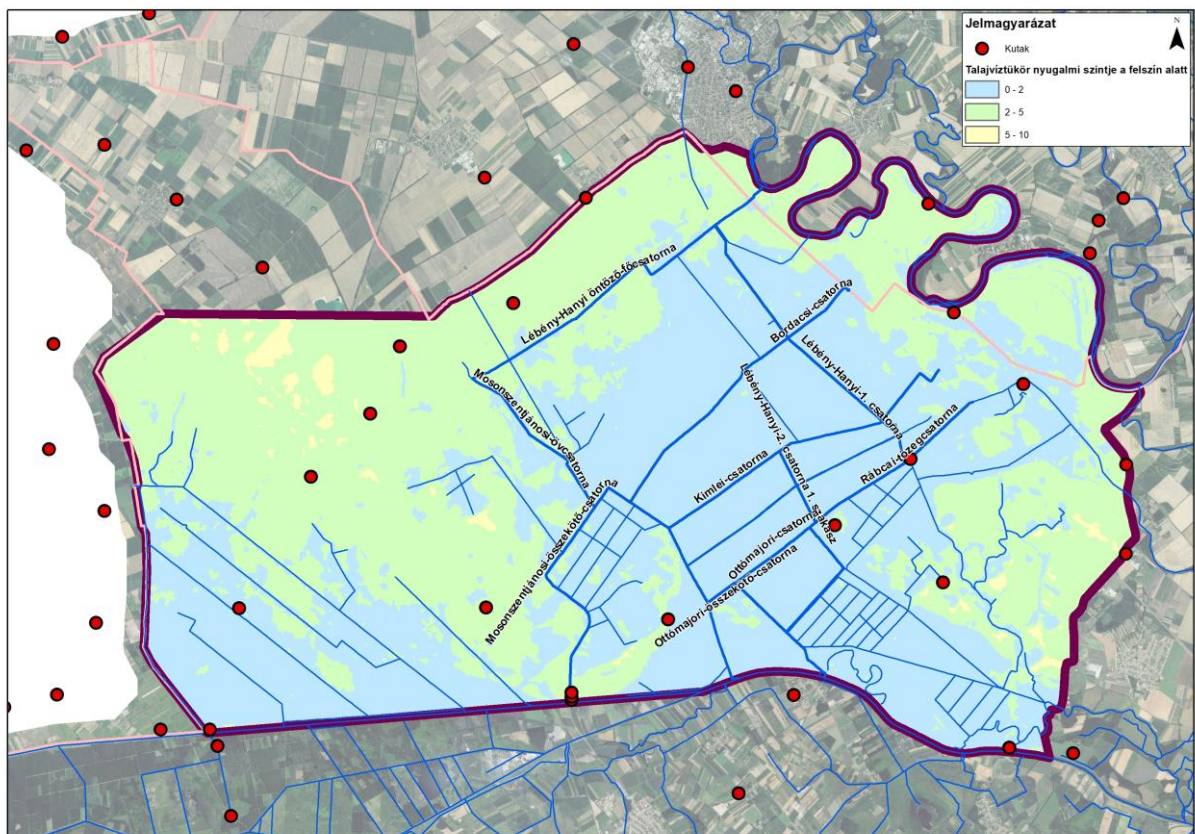 Jelmagyarázat
N
Kutak
Talajvíztükör nyugalmi szintje a felszín alatt
0 - 2
2 - 5
5 - 10
Lébény-Hanyi öntöző-főcsatorna
Bordacsi-csatorna
Mosonszentjánosi-övcsatorna
Lébény-Hanyi-1. csatorna
Lébény-Hanyi-2. csatorna 1. szakasz
Rábcai-tőzegcsatorna
Kimlei-csatorna
Mosonszentjánosi-összekötő-csatorna
Ottómajori-csatorna
Ottómajori-összekötő-csatorna